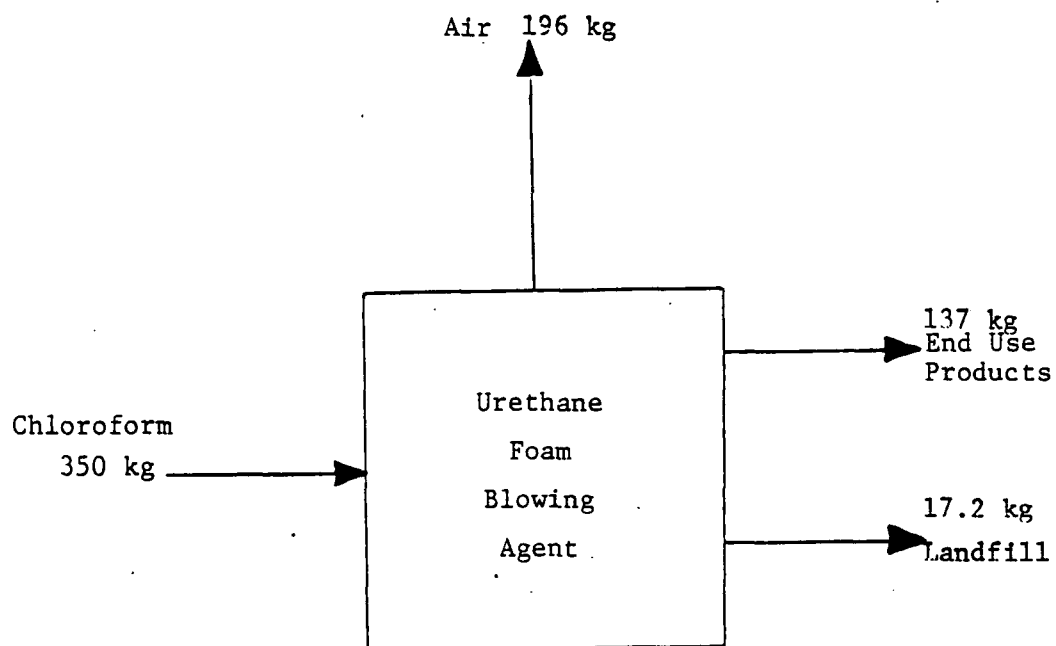 Air 196 kg
137 kg
End Use
Products
Urethane
Foam
Blowing
Agent
Chloroform
350 kg
17.2 kg
Landfill